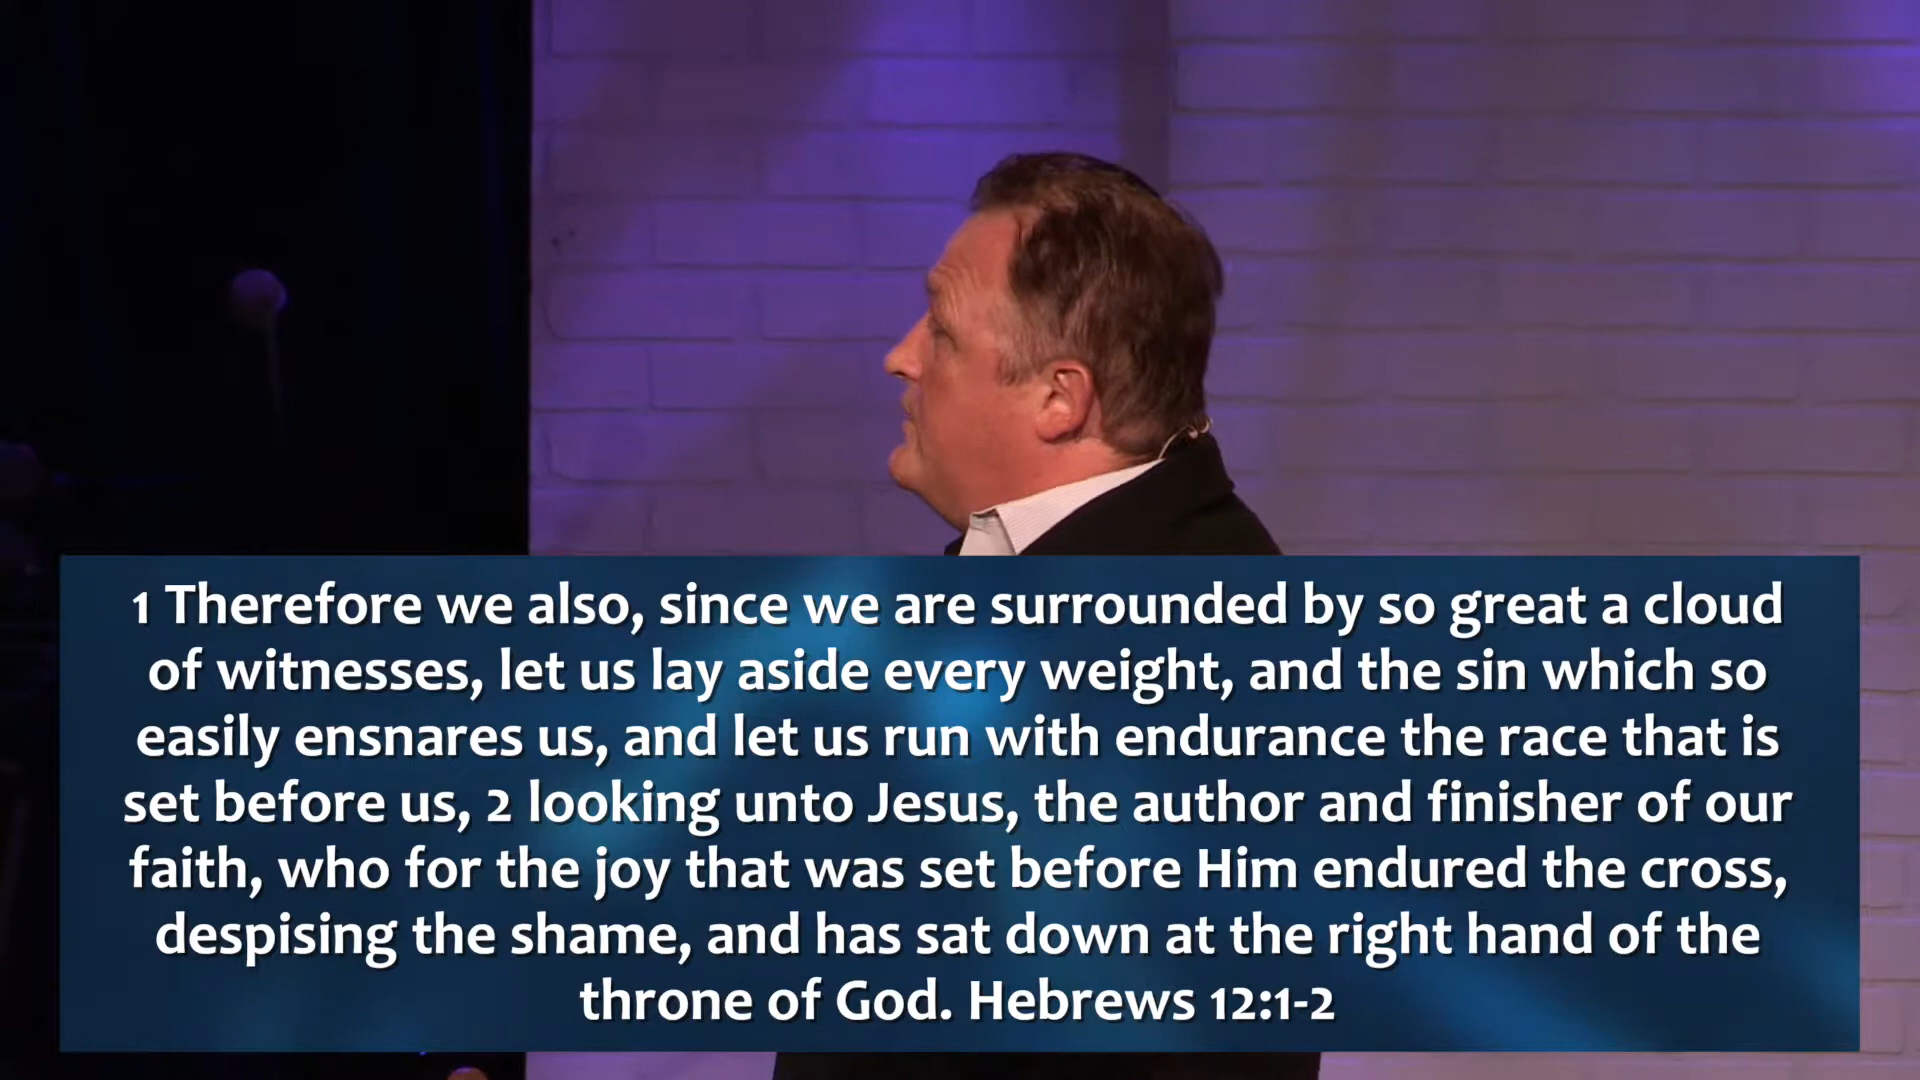 1 Therefore we also, since we are surrounded by so great a cloud
of witnesses, let us lay aside every weight, and the sin which so
easily ensnares us, and let us run with endurance the race that is
set before us, 2 looking unto Jesus, the author and finisher of our
faith, who for the joy that was set before Him endured the cross,
despising the shame, and has sat down at the right hand of the
throne of God. Hebrews 12:1-2